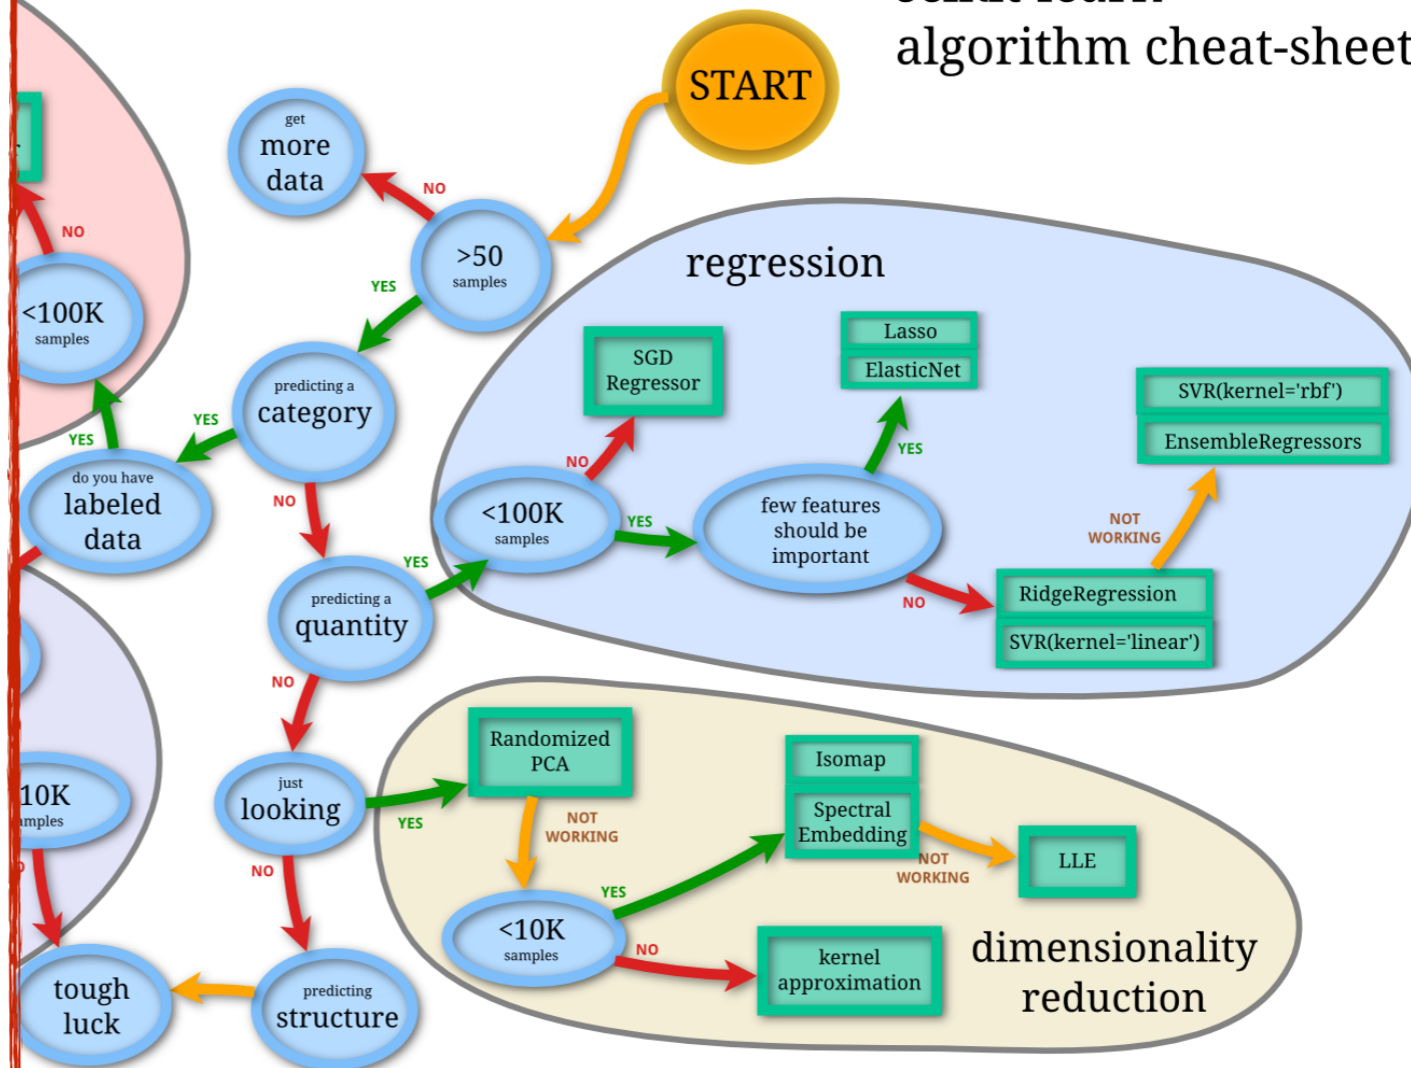 algorithm cheat-sheet
START
get
more
data
NO
>50
samples
YES
NO
<100K
samples
YES
predicting a
category
YES
do you have
labeled
data
NO
predicting a
quantity
YES
regression
SGD
Regressor
NO
<100K
samples
YES
Lasso
ElasticNet
YES
few features
should be
important
NO
SVR(kernel='rbf')
EnsembleRegressors
NOT
WORKING
RidgeRegression
SVR(kernel='linear')
NO
just
looking
YES
NO
Randomized
PCA
NOT
WORKING
<10K
samples
YES
Isomap
Spectral
Embedding
NOT
WORKING
LLE
NO
kernel
approximation
dimensionality
reduction
10K
tough
luck
predicting
structure